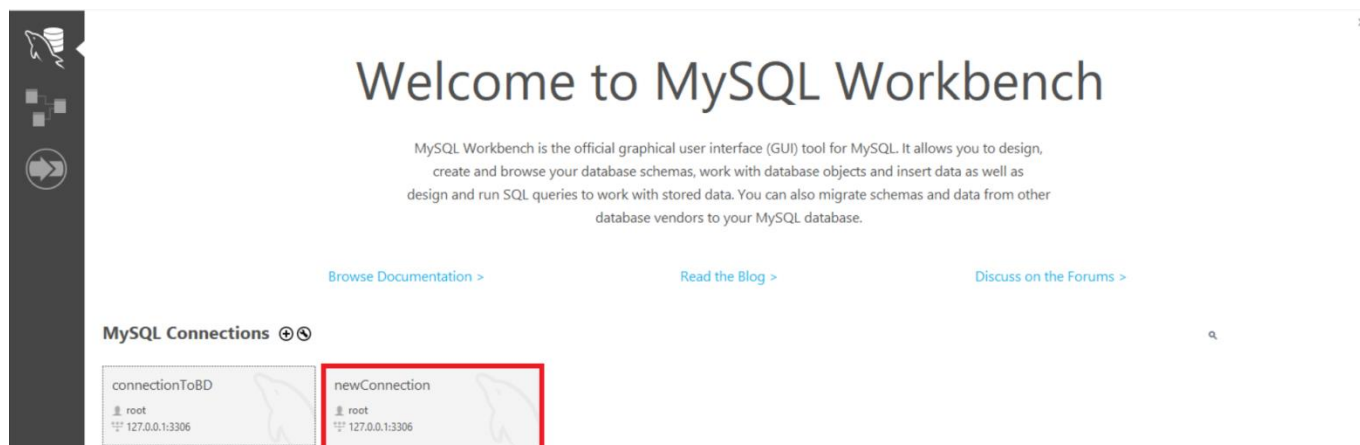 Welcome to MySQL Workbench
MySQL Workbench is the official graphical user interface (GUI) tool for MySQL. It allows you to design,
create and browse your database schemas, work with database objects and insert data as well as
design and run SQL queries to work with stored data. You can also migrate schemas and data from other
database vendors to your MySQL database.
Browse Documentation >
Read the Blog >
Discuss on the Forums >
MySQL Connections
connectionToBD
root
127.0.0.1:3306
newConnection
root
127.0.0.1:3306